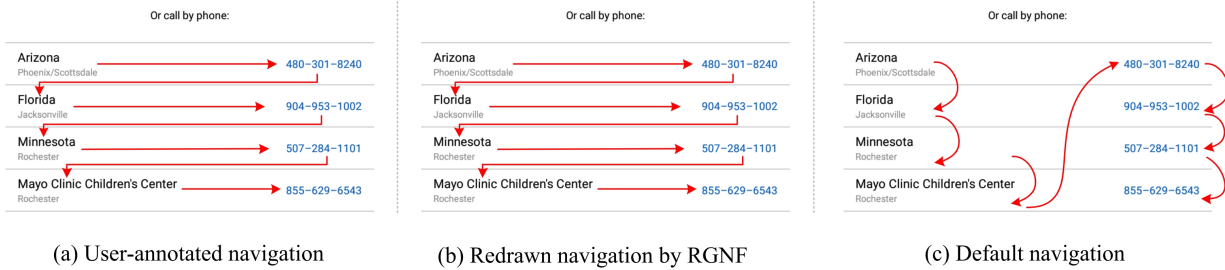 Or call by phone:
Arizona
Phoenix/Scottsdale
480-301-8240
Florida
Jacksonville
904-953-1002
Minnesota
Rochester
507-284-1101
Mayo Clinic Children's Center
Rochester
855-629-6543
(a) User-annotated navigation
Or call by phone:
Arizona
Phoenix/Scottsdale
480-301-8240
Florida
Jacksonville
904-953-1002
Minnesota
Rochester
507-284-1101
Mayo Clinic Children's Center
Rochester
855-629-6543
(b) Redrawn navigation by RGNF
Or call by phone:
Arizona
Phoenix/Scottsdale
480-301-8240
Florida
Jacksonville
904-953-1002
Minnesota
Rochester
507-284-1101
Mayo Clinic Children's Center
Rochester
855-629-6543
(c) Default navigation